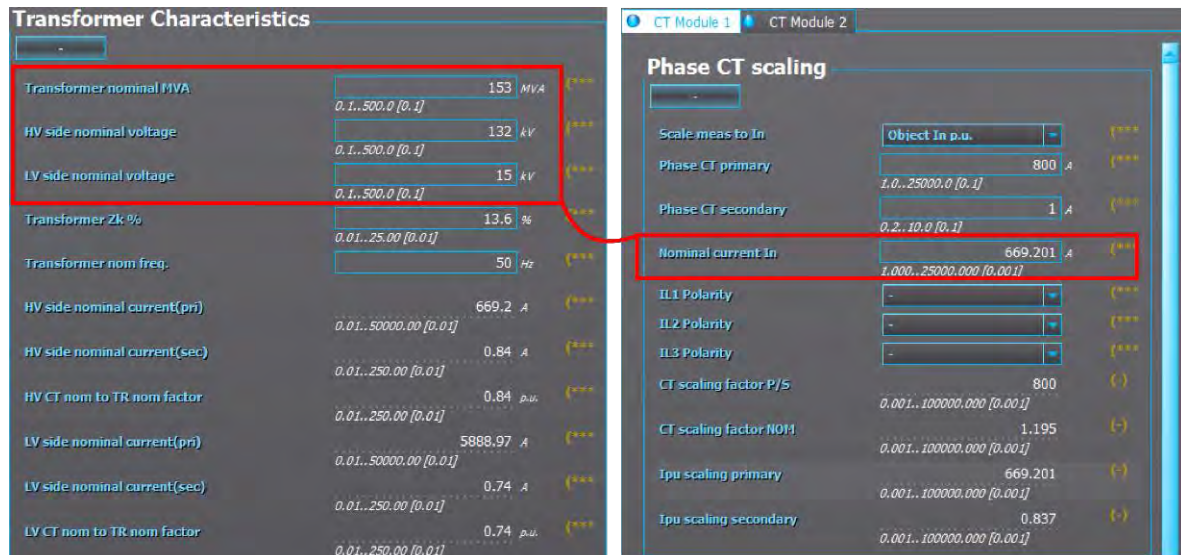 Transformer Characteristics
-
Transformer nominal MVA 153 MVA (***
0.1..500.0 [0.1]
HV side nominal voltage 132 kV (***
0.1..500.0 [0.1]
LV side nominal voltage 15 kV (***
0.1..500.0 [0.1]
Transformer Zk % 13.6 % (***
0.01..25.00 [0.01]
Transformer nom freq. 50 Hz (***
HV side nominal current(pri) 669.2 A (***
0.01..50000.00 [0.01]
HV side nominal current(sec) 0.84 A (***
0.01..250.00 [0.01]
HV CT nom to TR nom factor 0.84 p.u. (***
0.01..250.00 [0.01]
LV side nominal current(pri) 5888.97 A (***
0.01..50000.00 [0.01]
LV side nominal current(sec) 0.74 A (***
0.01..250.00 [0.01]
LV CT nom to TR nom factor 0.74 p.u. (***
0.01..250.00 [0.01]
CT Module 1 CT Module 2
Phase CT scaling
-
Scale meas to In Object In p.u. (***
Phase CT primary 800 A (***
1.0..25000.0 [0.1]
Phase CT secondary 1 A (***
0.2..10.0 [0.1]
Nominal current In 669.201 A (***
1.000..25000.000 [0.001]
IL1 Polarity - (***
IL2 Polarity - (***
IL3 Polarity - (***
CT scaling factor P/S 800 (-)
0.001..100000.000 [0.001]
CT scaling factor NOM 1.195 (-)
0.001..100000.000 [0.001]
Ipu scaling primary 669.201 (-)
0.001..100000.000 [0.001]
Ipu scaling secondary 0.837 (-)
0.001..100000.000 [0.001]